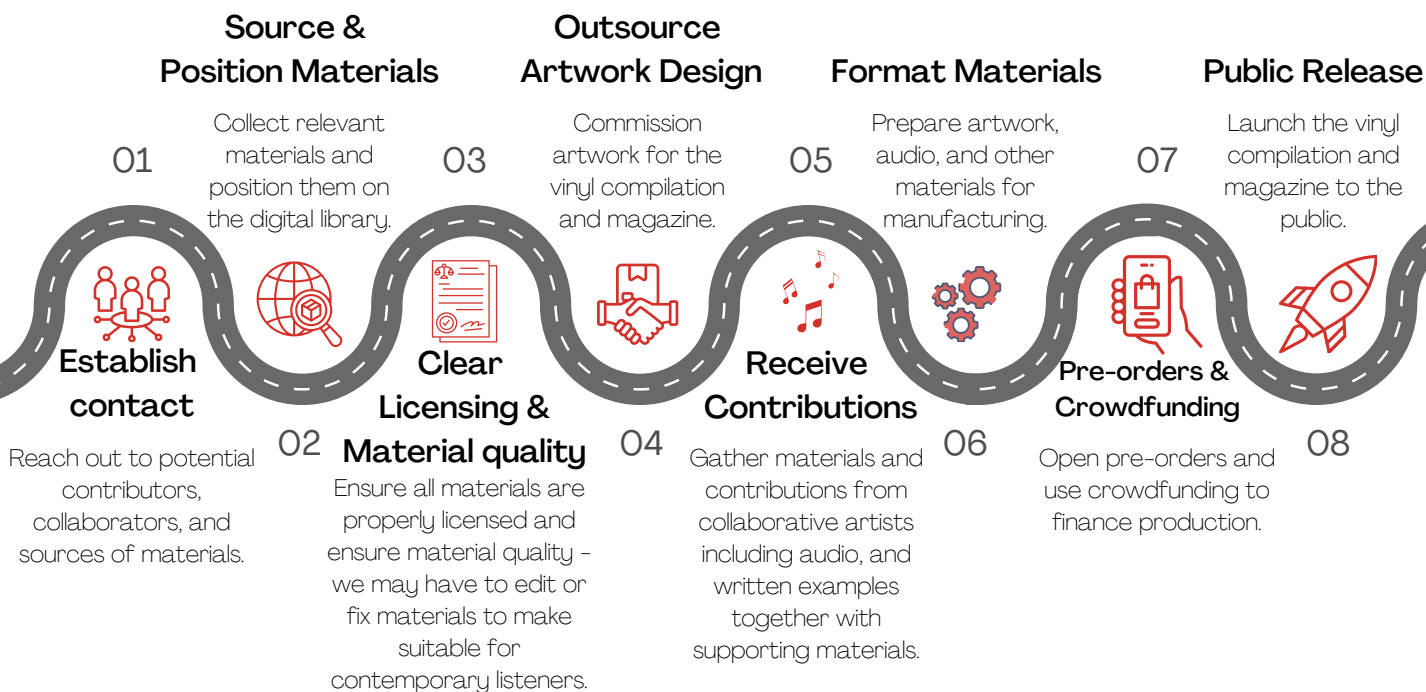 01
Establish
contact
Reach out to potential
contributors,
collaborators, and
sources of materials.
Source &
Position Materials
Collect relevant
materials and
position them on
the digital library.
02
03
Clear
Licensing &
Material quality
Ensure all materials are
properly licensed and
ensure material quality –
we may have to edit or
fix materials to make
suitable for
contemporary listeners.
Outsource
Artwork Design
Commission
artwork for the
vinyl compilation
and magazine.
04
05
Receive
Contributions
Gather materials and
contributions from
collaborative artists
including audio, and
written examples
together with
supporting materials.
Format Materials
Prepare artwork,
audio, and other
materials for
manufacturing.
06
07
Pre-orders &
Crowdfunding
Open pre-orders and
use crowdfunding to
finance production.
Public Release
Launch the vinyl
compilation and
magazine to the
public.
08